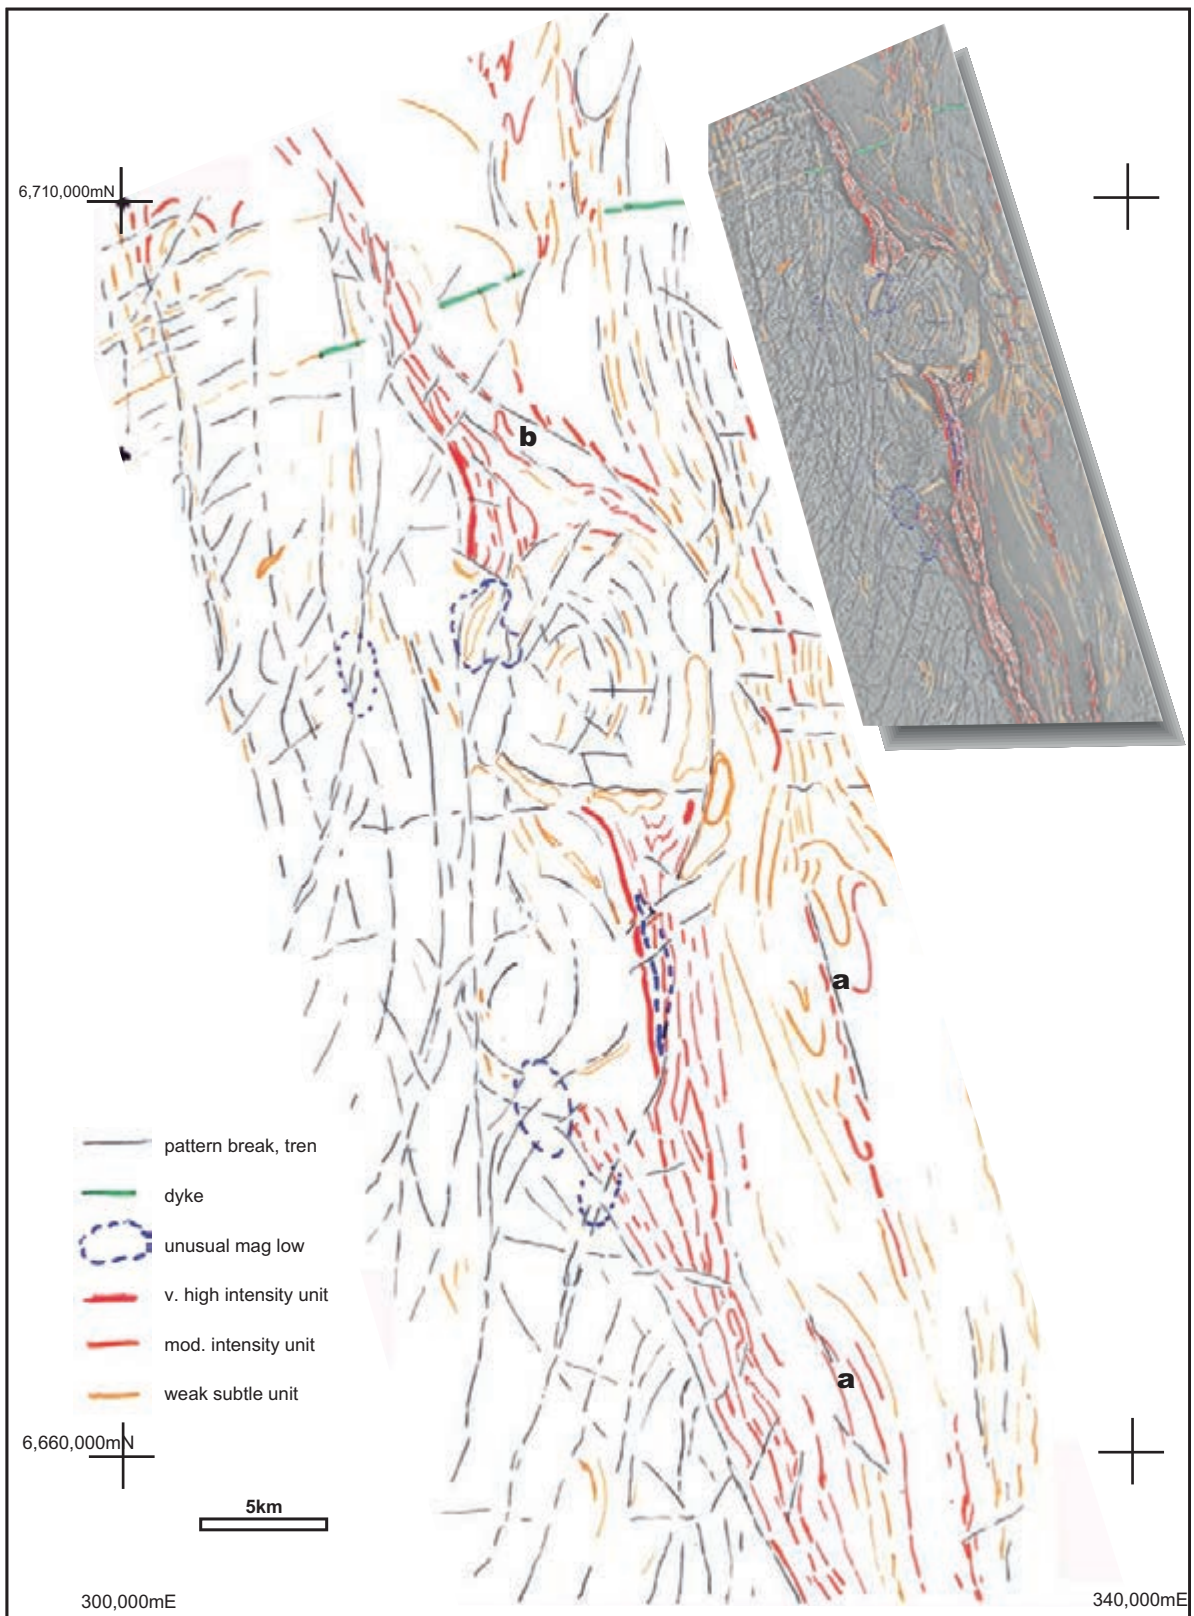 6,710,000mN
b
a
pattern break, tren
dyke
unusual mag low
v. high intensity unit
mod. intensity unit
a
weak subtle unit
6,660,000mN
5km
300,000mE
340,000mE